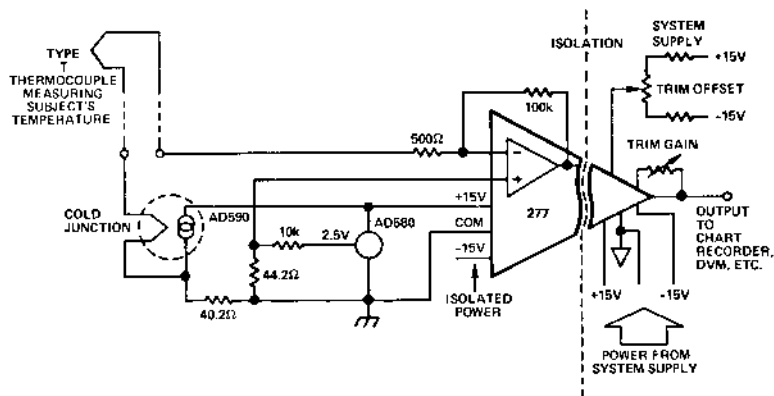 TYPE
T
THERMOCOUPLE
MEASURING
SUBJECT'S
TEMPERATURE
ISOLATION
SYSTEM
SUPPLY
+15V
TRIM OFFSET
-15V
100k
500Ω
TRIM GAIN
COLD
JUNCTION
AD590
+15V
10k
2.5V
AD580
COM
-15V
277
OUTPUT
TO
CHART
RECORDER,
DVM, ETC.
44.2Ω
40.2Ω
ISOLATED
POWER
+15V
-15V
POWER FROM
SYSTEM SUPPLY